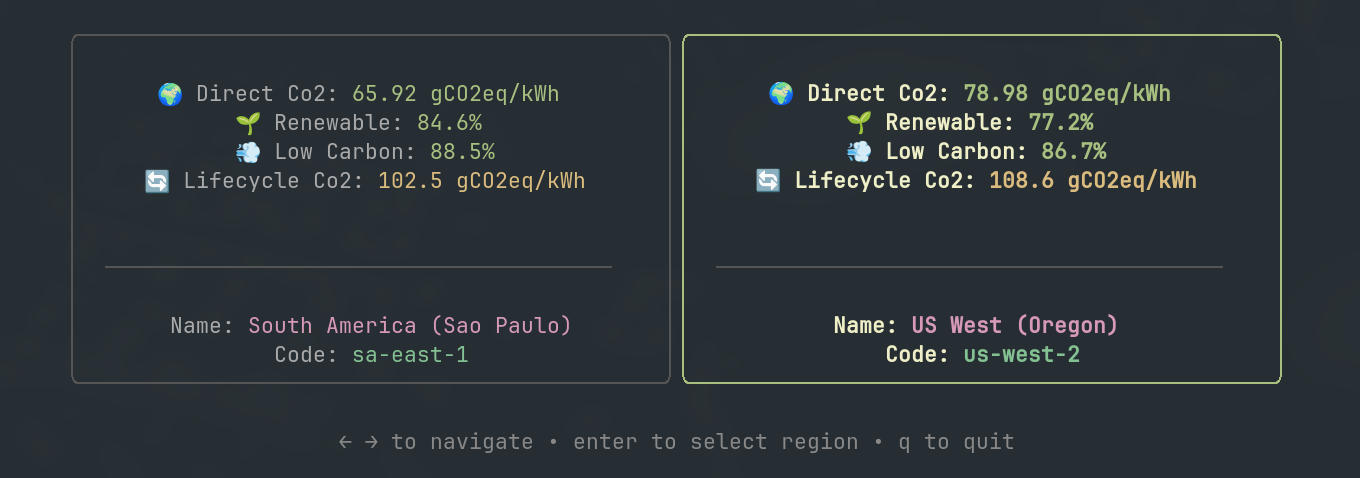 🌍 Direct Co2: 65.92 gCO2eq/kWh
🌱 Renewable: 84.6%
💨 Low Carbon: 88.5%
🔄 Lifecycle Co2: 102.5 gCO2eq/kWh
Name: South America (Sao Paulo)
Code: sa-east-1
🌍 Direct Co2: 78.98 gCO2eq/kWh
🌱 Renewable: 77.2%
💨 Low Carbon: 86.7%
🔄 Lifecycle Co2: 108.6 gCO2eq/kWh
Name: US West (Oregon)
Code: us-west-2
← → to navigate • enter to select region • q to quit